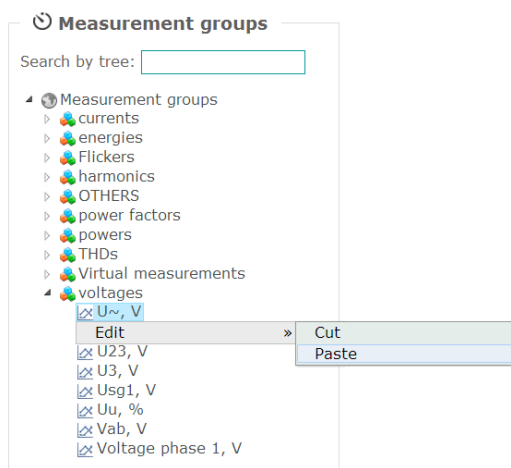 Measurement groups
Search by tree:
Measurement groups
currents
energies
Flickers
harmonics
OTHERS
power factors
powers
THDs
Virtual measurements
voltages
U~, V
Edit » Cut
Paste
U23, V
U3, V
Usg1, V
Uu, %
Vab, V
Voltage phase 1, V